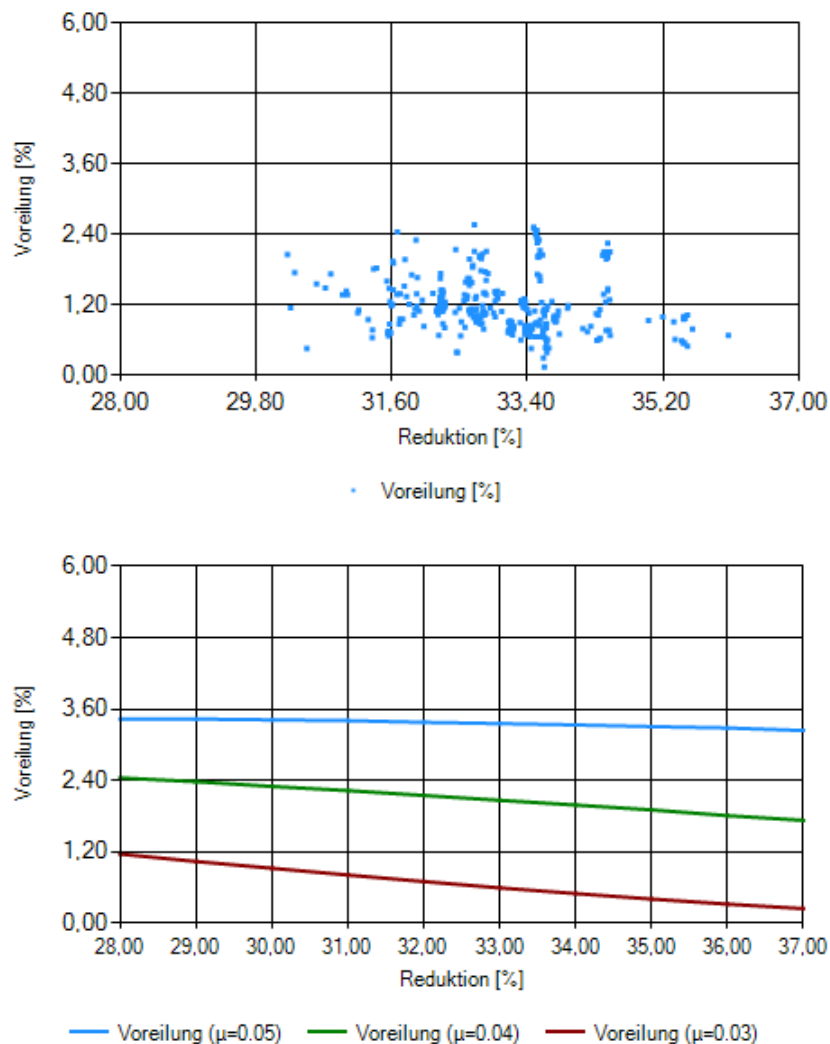 6,00
4,80
3,60
2,40
1,20
0,00
Voreilung [%]
28,00 29,80 31,60 33,40 35,20 37,00
Reduktion [%]
Voreilung [%]
6,00
4,80
3,60
2,40
1,20
0,00
Voreilung [%]
28,00 29,00 30,00 31,00 32,00 33,00 34,00 35,00 36,00 37,00
Reduktion [%]
Voreilung (μ=0.05) Voreilung (μ=0.04) Voreilung (μ=0.03)